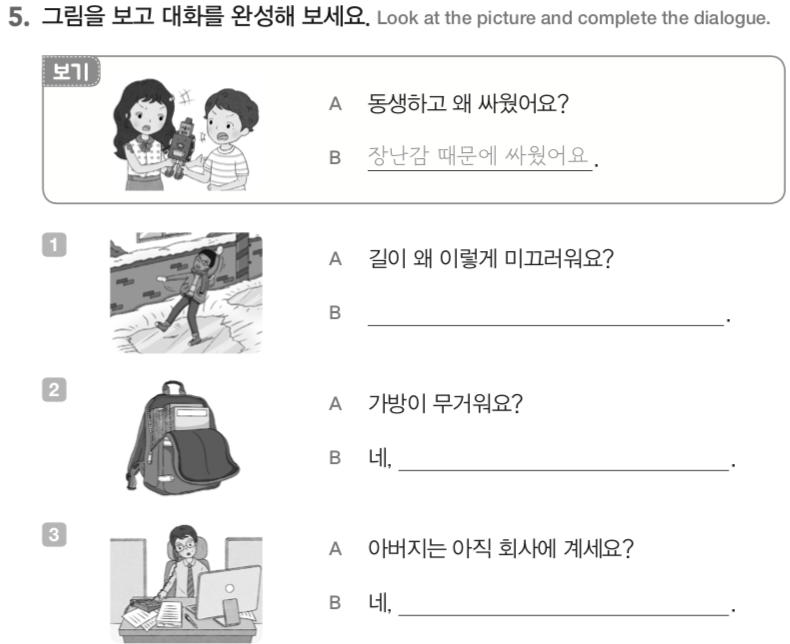 5. 그림을 보고 대화를 완성해 보세요. Look at the picture and complete the dialogue.
보기
A 동생하고 왜 싸웠어요?
B 장난감 때문에 싸웠어요.
1
A 길이 왜 이렇게 미끄러워요?
B .
2
A 가방이 무거워요?
B 네, .
3
A 아버지는 아직 회사에 계세요?
B 네, .